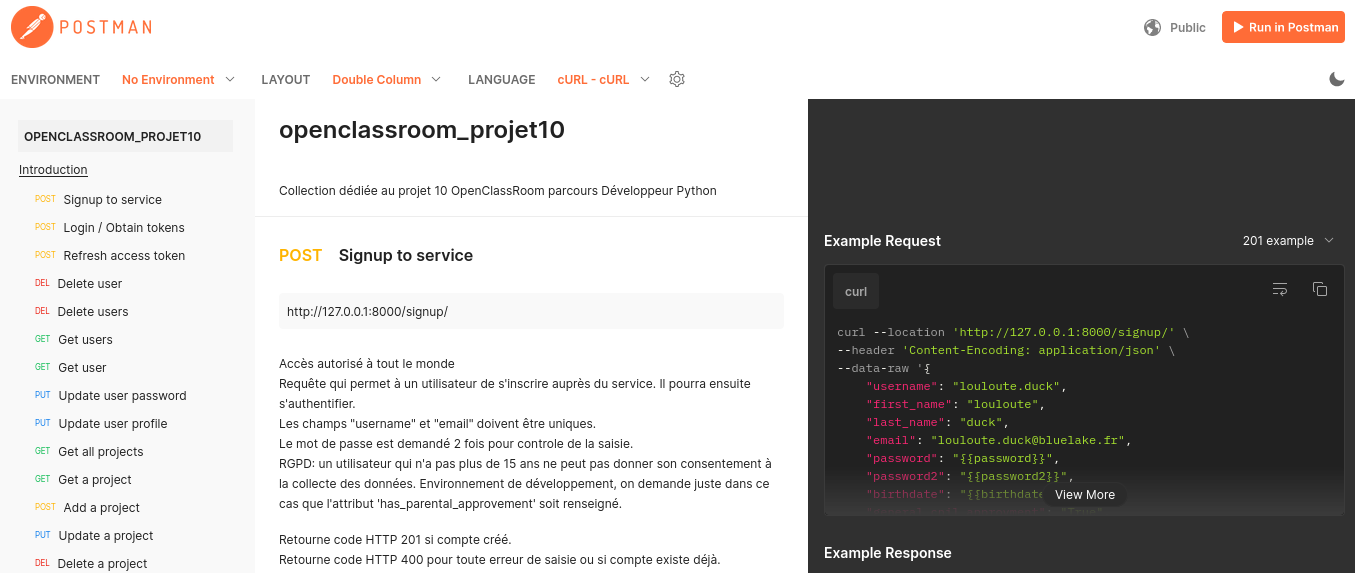 POSTMAN
Public
Run in Postman
ENVIRONMENT No Environment LAYOUT Double Column LANGUAGE cURL - cURL
OPENCLASSROOM_PROJET10
Introduction
POST Signup to service
POST Login / Obtain tokens
POST Refresh access token
DEL Delete user
DEL Delete users
GET Get users
GET Get user
PUT Update user password
PUT Update user profile
GET Get all projects
GET Get a project
POST Add a project
PUT Update a project
DEL Delete a project
openclassroom_projet10
Collection dédiée au projet 10 OpenClassRoom parcours Développeur Python
POST Signup to service
http://127.0.0.1:8000/signup/
Accès autorisé à tout le monde
Requête qui permet à un utilisateur de s'inscrire auprès du service. Il pourra ensuite
s'authentifier.
Les champs "username" et "email" doivent être uniques.
Le mot de passe est demandé 2 fois pour controle de la saisie.
RGPD: un utilisateur qui n'a pas plus de 15 ans ne peut pas donner son consentement à
la collecte des données. Environnement de développement, on demande juste dans ce
cas que l'attribut 'has_parental_approvement' soit renseigné.
Retourne code HTTP 201 si compte créé.
Retourne code HTTP 400 pour toute erreur de saisie ou si compte existe déjà.
Example Request
201 example
curl
curl --location 'http://127.0.0.1:8000/signup/' \
--header 'Content-Encoding: application/json' \
--data-raw '{
"username": "louloute.duck",
"first_name": "louloute",
"last_name": "duck",
"email": "louloute.duck@bluelake.fr",
"password": "{{password}}",
"password2": "{{password2}}",
"birthdate": "{{birthdate
View More
Example Response